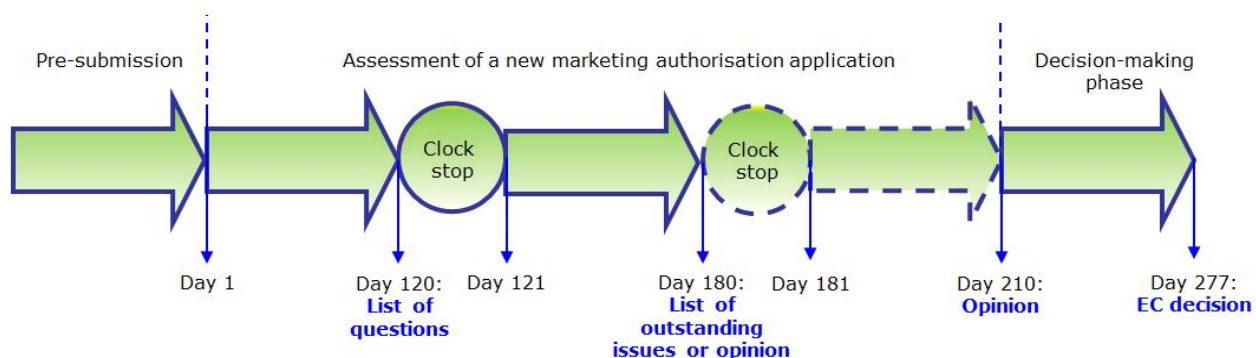 Pre-submission
Assessment of a new marketing authorisation application
Decision-making
phase
Clock
stop
Clock
stop
Day 1
Day 120:
List of
questions
Day 121
Day 180:
List of
outstanding
issues or opinion
Day 181
Day 210:
Opinion
Day 277:
EC decision